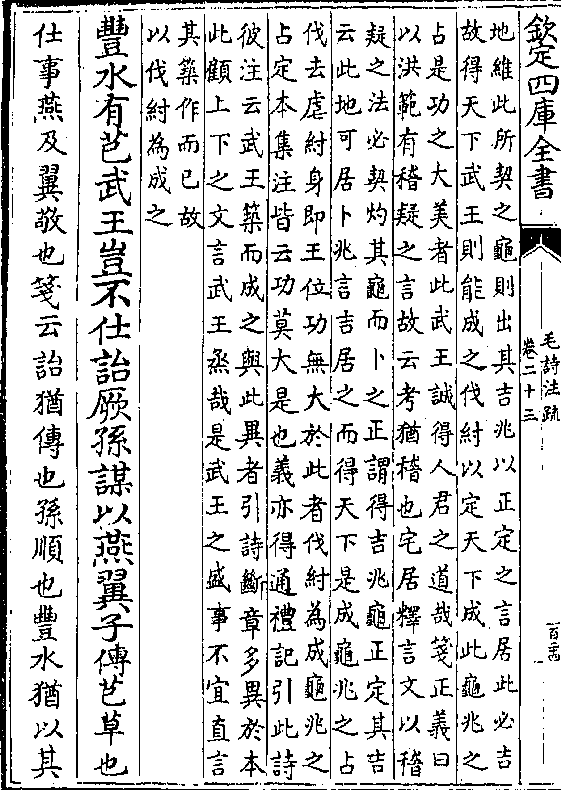 欽定四庫全書
毛詩注疏
卷二十三
地維此所契之龜則出其吉兆以正定之言居此必吉
故得天下武王則能成之伐紂以定天下成此龜兆之
占是功之大美者此武王誠得人君之道哉箋正義曰
以洪範有稽疑之言故云考猶稽也宅居釋言文以稽
疑之法必契灼其龜而卜之正謂得吉兆龜正定其吉
云此地可居卜兆言吉居之而得天下是成龜兆之占
伐去虐紂身即王位功無大於此者伐紂為成龜兆之
占定本集注皆云功莫大是也義亦得通禮記引此詩
彼注云武王築而成之與此異者引詩斷章多異於本
此顧上下之文言武王烝哉是武王之盛事不宜直言
其築作而已故
以伐紂為成之
豐水有芑武王豈不仕詒厥孫謀以燕翼子傳芑草也
仕事燕及翼敬也箋云詒猶傳也孫順也豐水猶以其